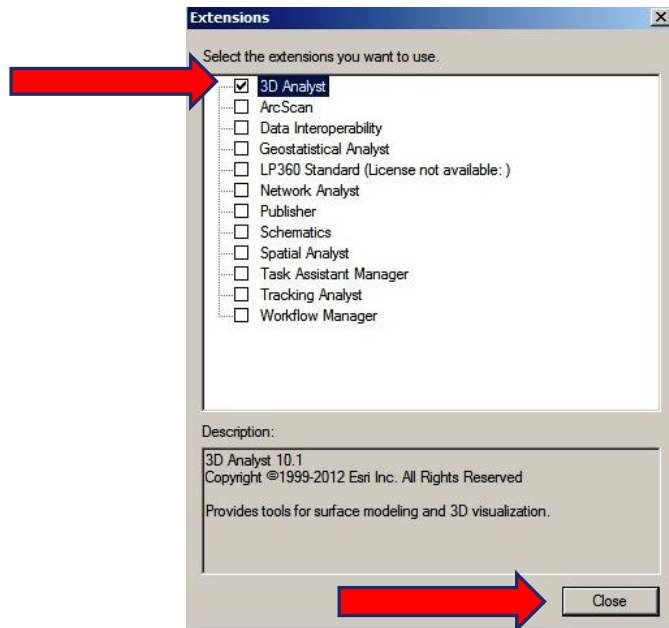 Extensions
Select the extensions you want to use.
3D Analyst
ArcScan
Data Interoperability
Geostatistical Analyst
LP360 Standard (License not available: )
Network Analyst
Publisher
Schematics
Spatial Analyst
Task Assistant Manager
Tracking Analyst
Workflow Manager
Description:
3D Analyst 10.1
Copyright ©1999-2012 Esri Inc. All Rights Reserved
Provides tools for surface modeling and 3D visualization.
Close